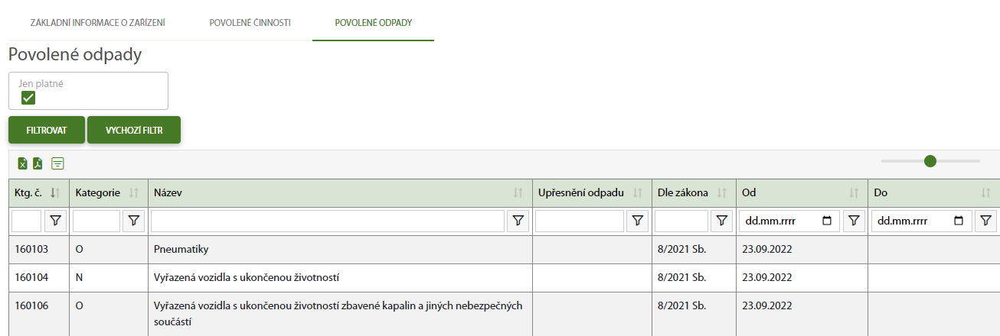 ZÁKLADNÍ INFORMACE O ZAŘÍZENÍ POVOLENÉ ČINNOSTI POVOLENÉ ODPADY
Povolené odpady
Jen platné
FILTROVAT VYCHOZÍ FILTR
Ktg. č. Kategorie Název Upřesnění odpadu Dle zákona Od Do
dd.mm.rrrr dd.mm.rrrr
160103 O Pneumatiky 8/2021 Sb. 23.09.2022
160104 N Vyřazená vozidla s ukončenou životností 8/2021 Sb. 23.09.2022
160106 O Vyřazená vozidla s ukončenou životností zbavené kapalin a jiných nebezpečných 8/2021 Sb. 23.09.2022
součástí